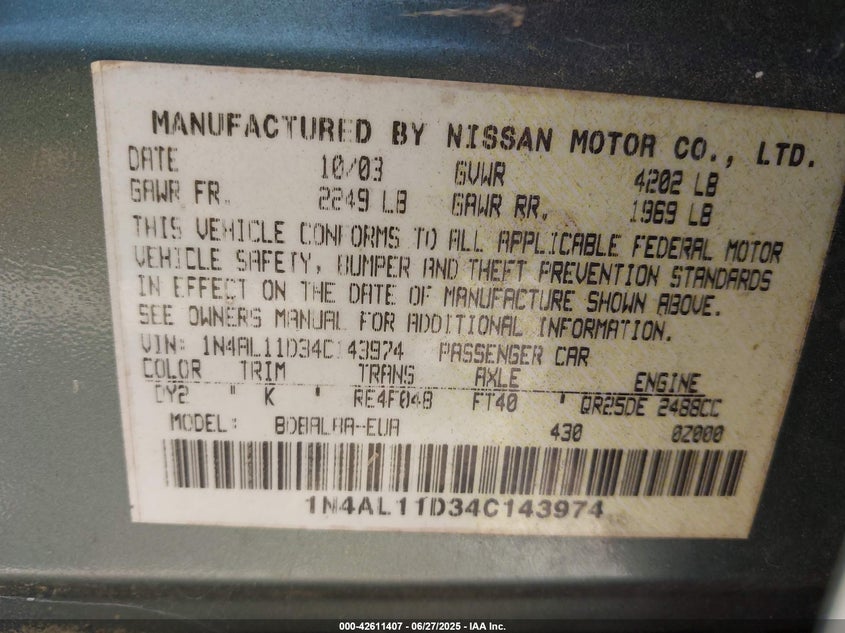 MANUFACTURED BY NISSAN MOTOR CO., LTD.
DATE 10/03 GVWR 4202 LB
GAWR FR. 2249 LB GAWR RR. 1969 LB
THIS VEHICLE CONFORMS TO ALL APPLICABLE FEDERAL MOTOR
VEHICLE SAFETY, BUMPER AND THEFT PREVENTION STANDARDS
IN EFFECT ON THE DATE OF MANUFACTURE SHOWN ABOVE.
SEE OWNERS MANUAL FOR ADDITIONAL INFORMATION.
VIN: 1N4AL11D34C143974 PASSENGER CAR
COLOR TRIM TRANS AXLE ENGINE
DY2 " K ' RE4F04B FT40 ' QR25DE 2488CC
MODEL: BDBALAA-EUA 430 0Z000
1N4AL11D34C143974
000-42611407 - 06/27/2025 - IAA Inc.